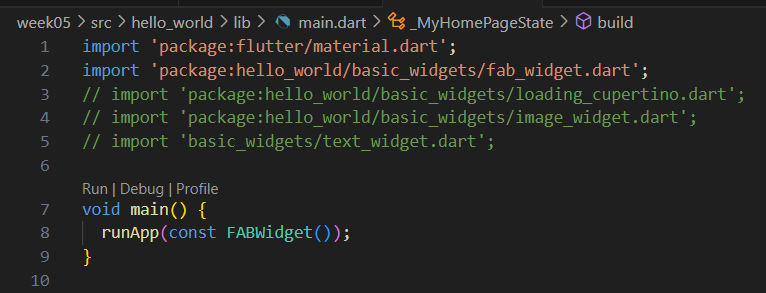 week05 > src > hello_world > lib > main.dart > _MyHomePageState > build
1 import 'package:flutter/material.dart';
2 import 'package:hello_world/basic_widgets/fab_widget.dart';
3 // import 'package:hello_world/basic_widgets/loading_cupertino.dart';
4 // import 'package:hello_world/basic_widgets/image_widget.dart';
5 // import 'basic_widgets/text_widget.dart';
6
Run | Debug | Profile
7 void main() {
8   runApp(const FABWidget());
9 }
10